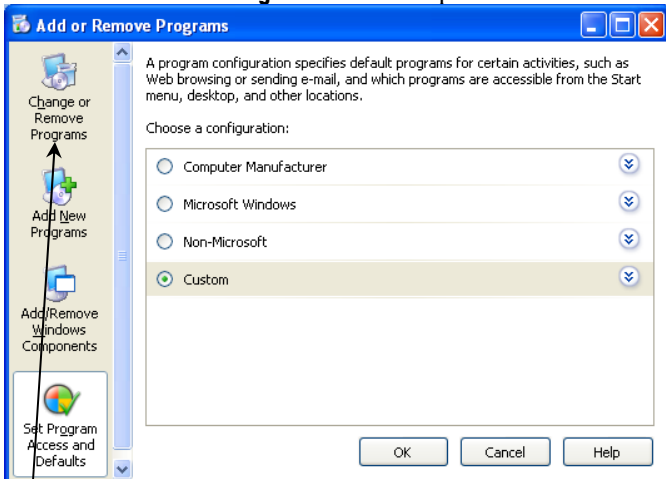 Add or Remove Programs
Change or
Remove
Programs
Add New
Programs
Add/Remove
Windows
Components
Set Program
Access and
Defaults
A program configuration specifies default programs for certain activities, such as
Web browsing or sending e-mail, and which programs are accessible from the Start
menu, desktop, and other locations.
Choose a configuration:
Computer Manufacturer
Microsoft Windows
Non-Microsoft
Custom
OK
Cancel
Help